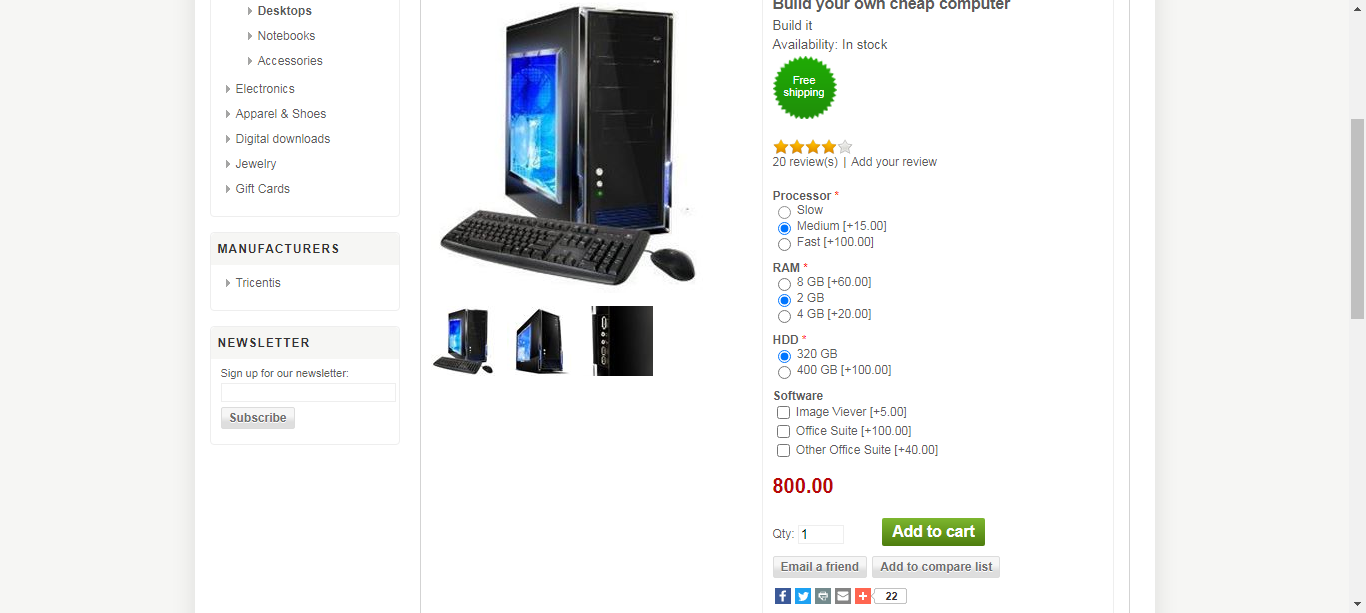 Desktops
Notebooks
Accessories
Electronics
Apparel & Shoes
Digital downloads
Jewelry
Gift Cards
MANUFACTURERS
Tricentis
NEWSLETTER
Sign up for our newsletter:
Subscribe
Build your own cheap computer
Build it
Availability: In stock
Free
shipping
20 review(s) | Add your review
Processor *
Slow
Medium [+15.00]
Fast [+100.00]
RAM *
8 GB [+60.00]
2 GB
4 GB [+20.00]
HDD *
320 GB
400 GB [+100.00]
Software
Image Viever [+5.00]
Office Suite [+100.00]
Other Office Suite [+40.00]
800.00
Qty: 1 Add to cart
Email a friend Add to compare list
22